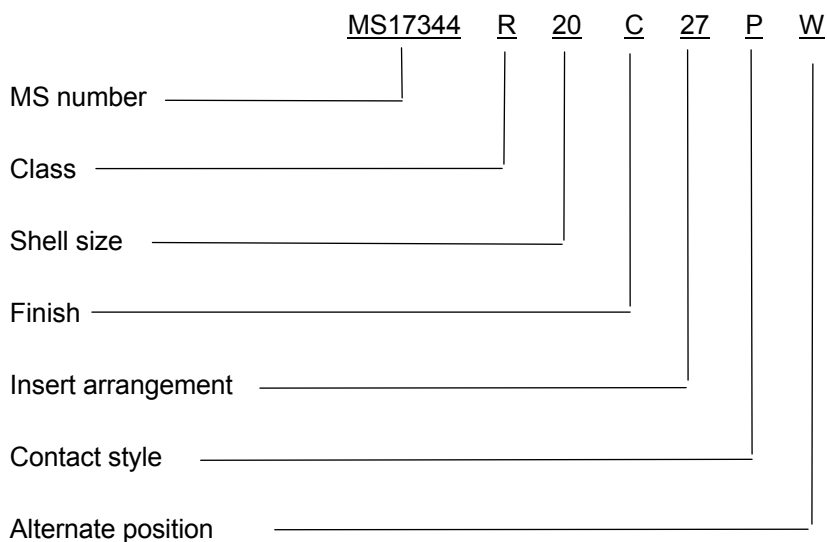 MS17344 R 20 C 27 P W
MS number
Class
Shell size
Finish
Insert arrangement
Contact style
Alternate position